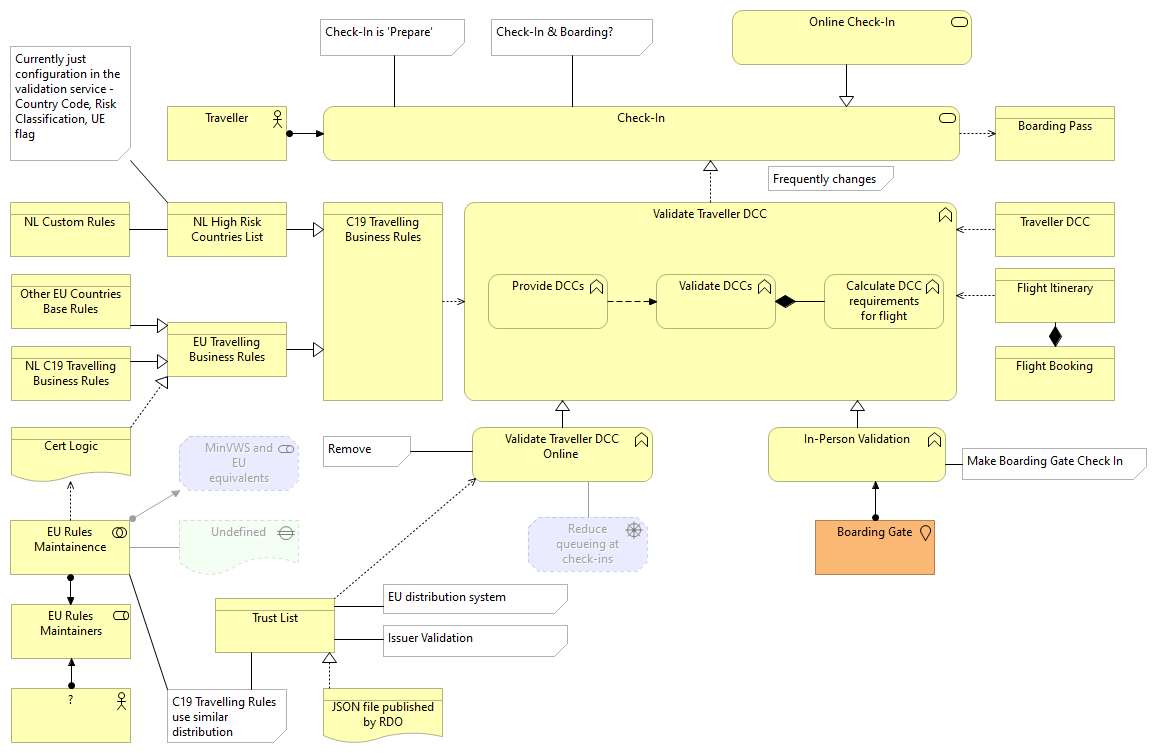 Online Check-In
Check-In is 'Prepare'
Check-In & Boarding?
Currently just
configuration in the
validation service -
Country Code, Risk
Classification, UE
flag
Traveller
Check-In
Boarding Pass
Frequently changes
NL Custom Rules
NL High Risk
Countries List
C19 Travelling
Business Rules
Validate Traveller DCC
Traveller DCC
Other EU Countries
Base Rules
Provide DCCs
Validate DCCs
Calculate DCC
requirements
for flight
Flight Itinerary
EU Travelling
Business Rules
NL C19 Travelling
Business Rules
Flight Booking
Cert Logic
MinVWS and
EU
equivalents
Remove
Validate Traveller DCC
Online
In-Person Validation
Make Boarding Gate Check In
EU Rules
Maintainence
Undefined
Reduce
queueing at
check-ins
Boarding Gate
EU Rules
Maintainers
Trust List
EU distribution system
Issuer Validation
?
C19 Travelling Rules
use similar
distribution
JSON file published
by RDO